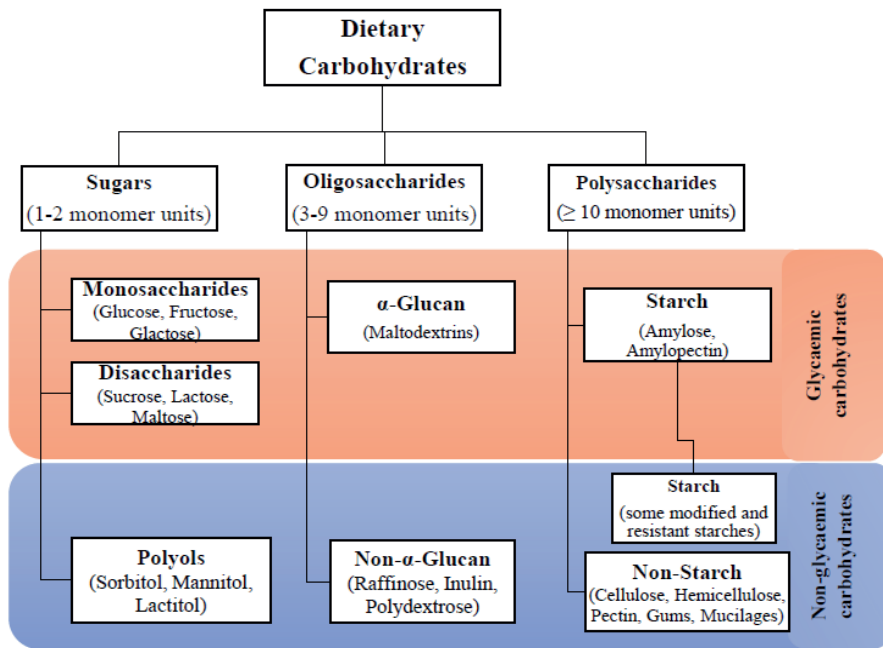 Dietary
Carbohydrates
Sugars
(1-2 monomer units)
Oligosaccharides
(3-9 monomer units)
Polysaccharides
(≥ 10 monomer units)
Monosaccharides
(Glucose, Fructose,
Glactose)
α-Glucan
(Maltodextrins)
Starch
(Amylose,
Amylopectin)
Disaccharides
(Sucrose, Lactose,
Maltose)
Glycaemic
carbohydrates
Starch
(some modified and
resistant starches)
Polyols
(Sorbitol, Mannitol,
Lactitol)
Non-α-Glucan
(Raffinose, Inulin,
Polydextrose)
Non-Starch
(Cellulose, Hemicellulose,
Pectin, Gums, Mucilages)
Non-glycaemic
carbohydrates